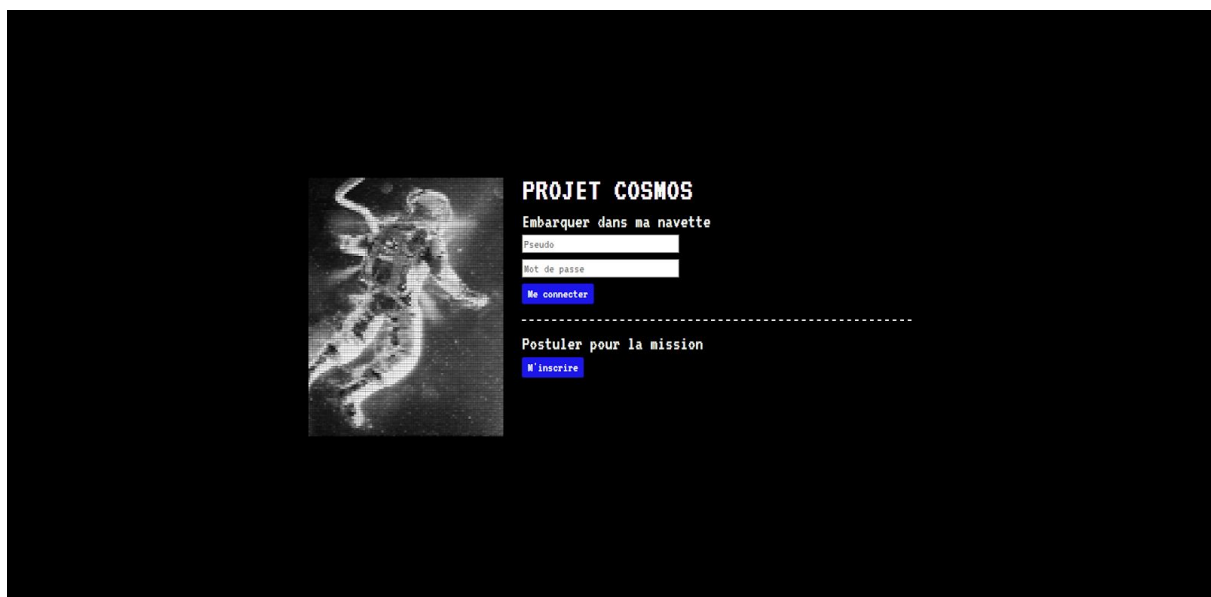 PROJET COSMOS
Embarquer dans ma navette
Pseudo
Mot de passe
Me connecter
Postuler pour la mission
M'inscrire